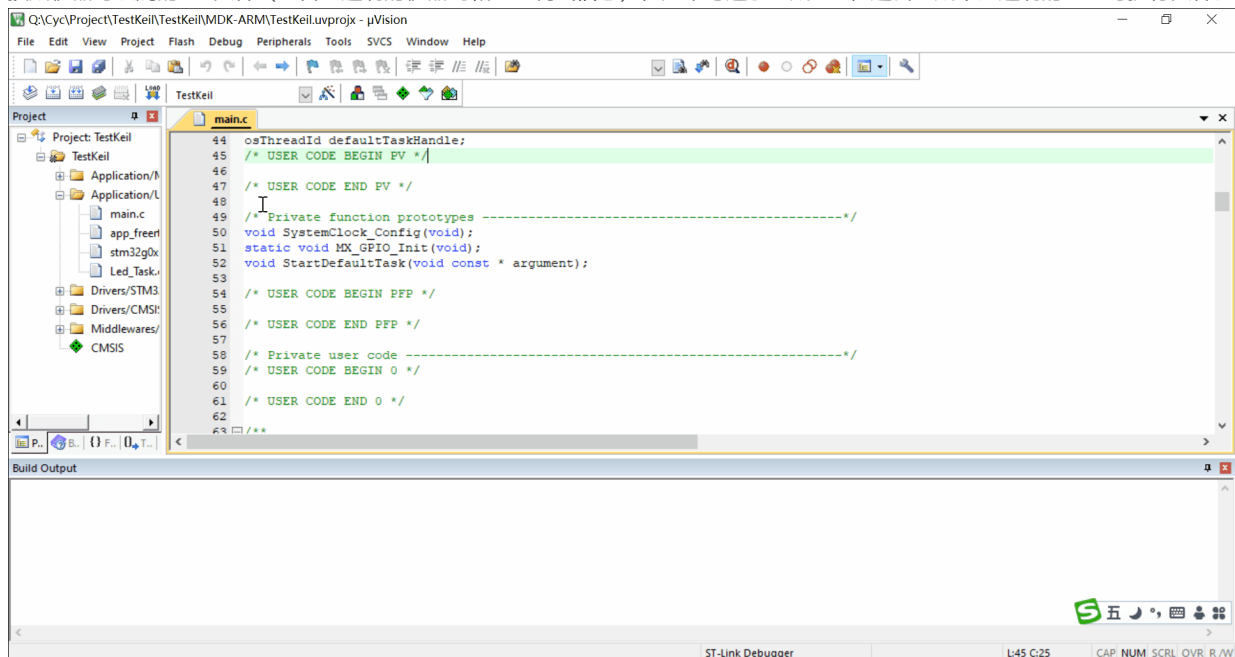 Q:\Cyc\Project\TestKeil\TestKeil\MDK-ARM\TestKeil.uvprojx - µVision
File Edit View Project Flash Debug Peripherals Tools SVCS Window Help
LOAD
TestKeil
Project
main.c
Project: TestKeil
TestKeil
Application/M
Application/U
main.c
app_freert
stm32g0x
Led_Task.
Drivers/STM3
Drivers/CMSI
Middlewares/
CMSIS
44 osThreadId defaultTaskHandle;
45 /* USER CODE BEGIN PV */
46
47 /* USER CODE END PV */
48
49 /* Private function prototypes -----------------------------------------------*/
50 void SystemClock_Config(void);
51 static void MX_GPIO_Init(void);
52 void StartDefaultTask(void const * argument);
53
54 /* USER CODE BEGIN PFP */
55
56 /* USER CODE END PFP */
57
58 /* Private user code ---------------------------------------------------------*/
59 /* USER CODE BEGIN 0 */
60
61 /* USER CODE END 0 */
62
63 /**
P.. B.. {} F.. 0 T..
Build Output
五
ST-Link Debugger L:45 C:25 CAP NUM SCRL OVR R/W